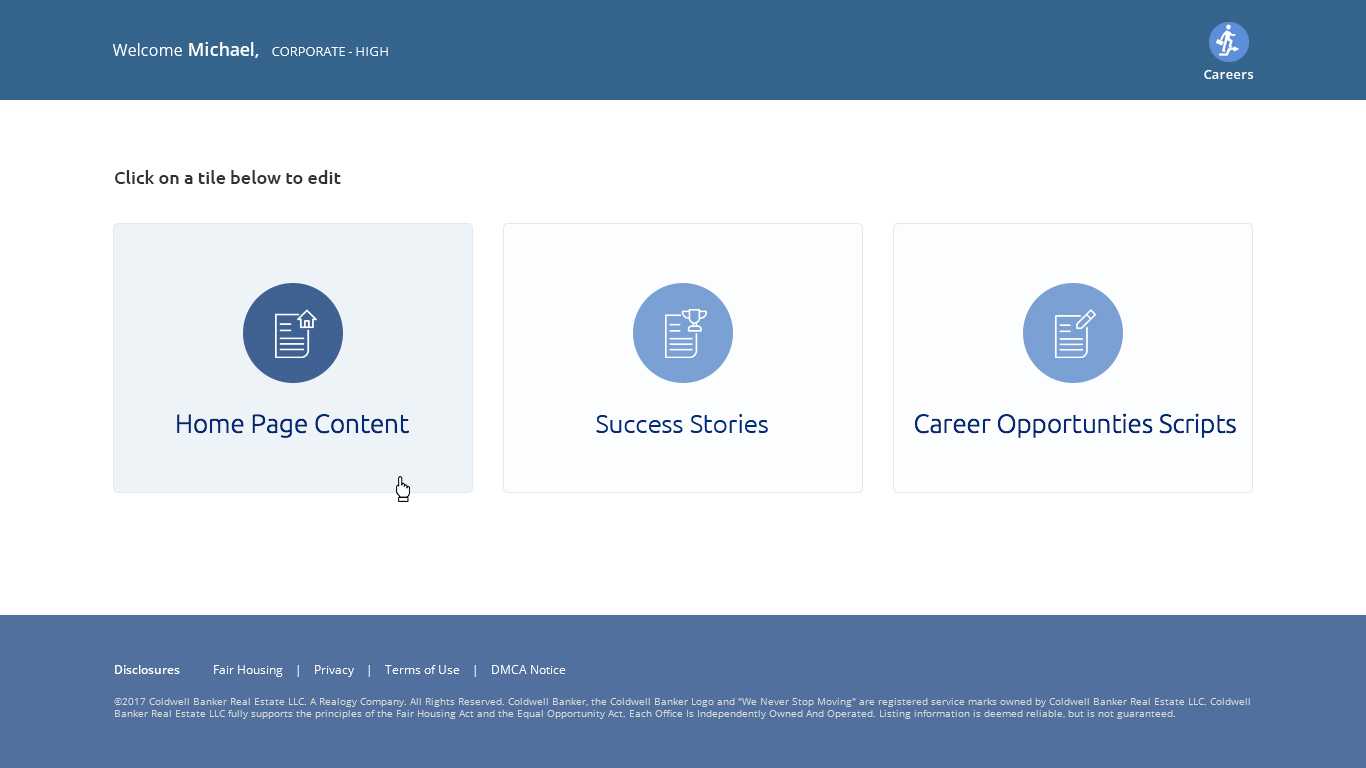 Welcome Michael, CORPORATE - HIGH
Careers
Click on a tile below to edit
Home Page Content
Success Stories
Career Opportunties Scripts
Disclosures Fair Housing | Privacy | Terms of Use | DMCA Notice
©2017 Coldwell Banker Real Estate LLC. A Realogy Company. All Rights Reserved. Coldwell Banker, the Coldwell Banker Logo and "We Never Stop Moving" are registered service marks owned by Coldwell Banker Real Estate LLC. Coldwell
Banker Real Estate LLC fully supports the principles of the Fair Housing Act and the Equal Opportunity Act. Each Office Is Independently Owned And Operated. Listing information is deemed reliable, but is not guaranteed.